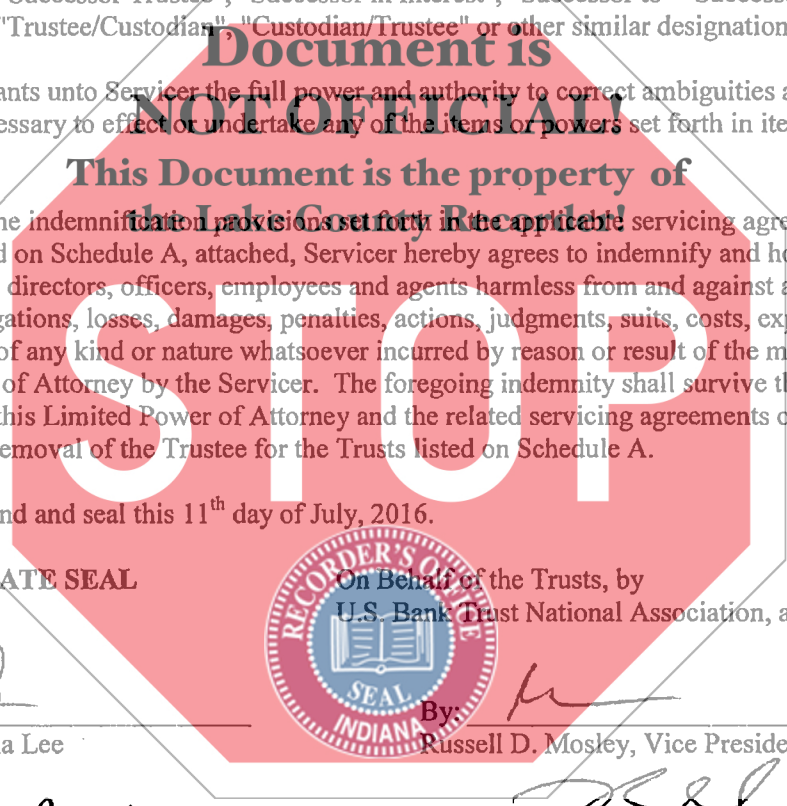 "Successor Trustee", "Successor in Interest", "Successor to" "Successo
"Trustee/Custodian", "Custodian/Trustee" or other similar designation
Document is
ants unto Servicer the full power and authority to correct ambiguities a
NOT OFFICIAL!
essary to effect or undertake any of the items or powers set forth in ite
This Document is the property of
the Lake County Recorder!
he indemnification provisions set forth in the applicable servicing agre
d on Schedule A, attached, Servicer hereby agrees to indemnify and ho
directors, officers, employees and agents harmless from and against a
gations, losses, damages, penalties, actions, judgments, suits, costs, exp
of any kind or nature whatsoever incurred by reason or result of the m
of Attorney by the Servicer. The foregoing indemnity shall survive th
this Limited Power of Attorney and the related servicing agreements o
emoval of the Trustee for the Trusts listed on Schedule A.
STOP
nd and seal this 11th day of July, 2016.
ATE SEAL
On Behalf of the Trusts, by
U.S. Bank Trust National Association, a
RECORDER'S OFFICE
SEAL
INDIANA
By:
a Lee
Russell D. Mosley, Vice Preside